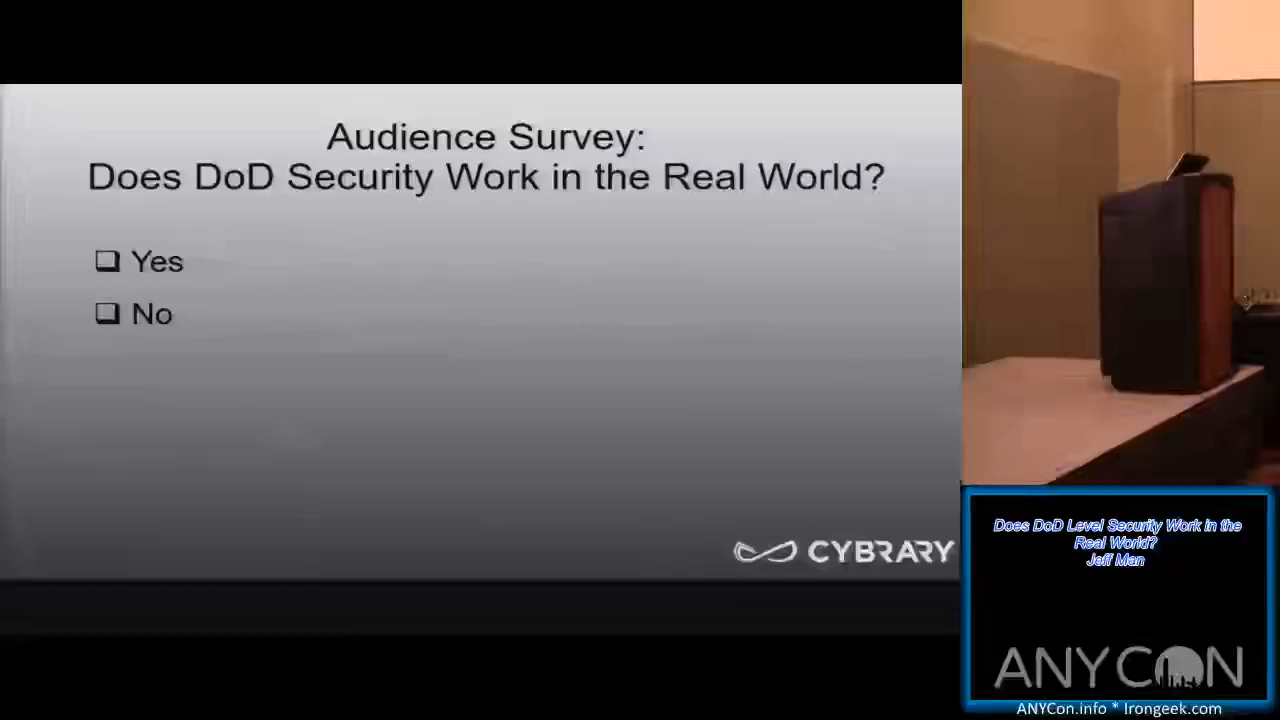 Audience Survey:
Does DoD Security Work in the Real World?
❑ Yes
❑ No
CYBRARY
Does DoD Level Security Work in the
Real World?
Jeff Man
ANYCON
ANYCon.info * Irongeek.com